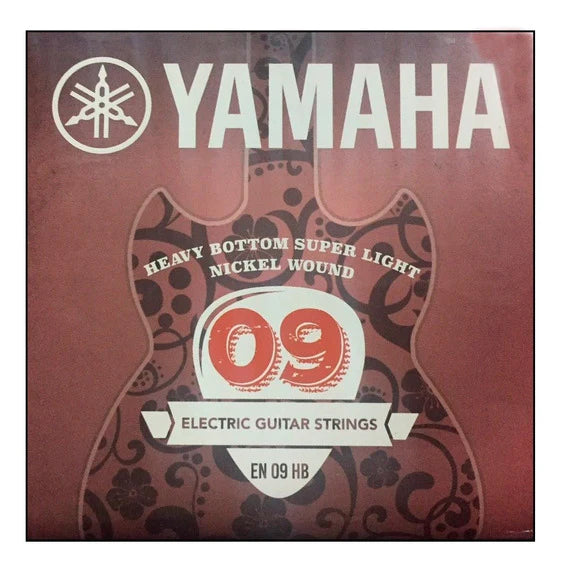 YAMAHA
HEAVY BOTTOM SUPER LIGHT
NICKEL WOUND
09
ELECTRIC GUITAR STRINGS
EN 09 HB